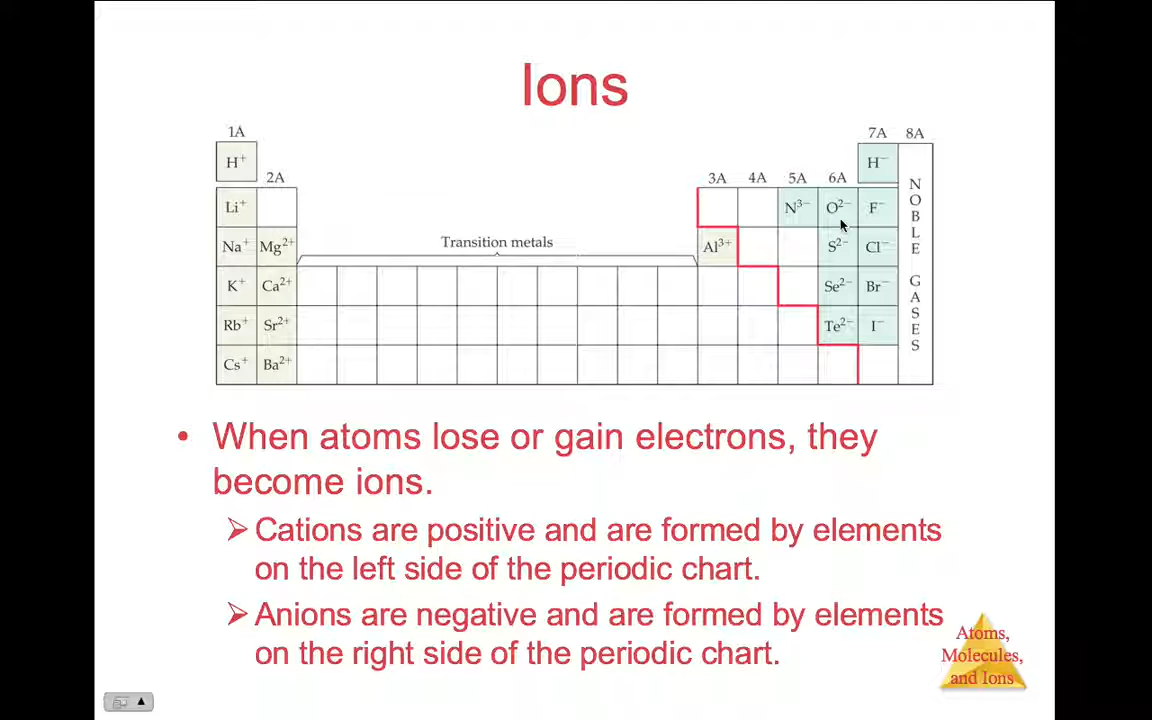 Ions
1A 7A 8A
H⁺ H⁻
2A 3A 4A 5A 6A
Li⁺ N³⁻ O²⁻ F⁻
Na⁺ Mg²⁺ Transition metals Al³⁺ S²⁻ Cl⁻
K⁺ Ca²⁺ Se²⁻ Br⁻
Rb⁺ Sr²⁺ Te²⁻ I⁻
Cs⁺ Ba²⁺
NOBLE GASES
• When atoms lose or gain electrons, they
become ions.
➢ Cations are positive and are formed by elements
on the left side of the periodic chart.
➢ Anions are negative and are formed by elements
on the right side of the periodic chart.
Atoms,
Molecules,
and Ions